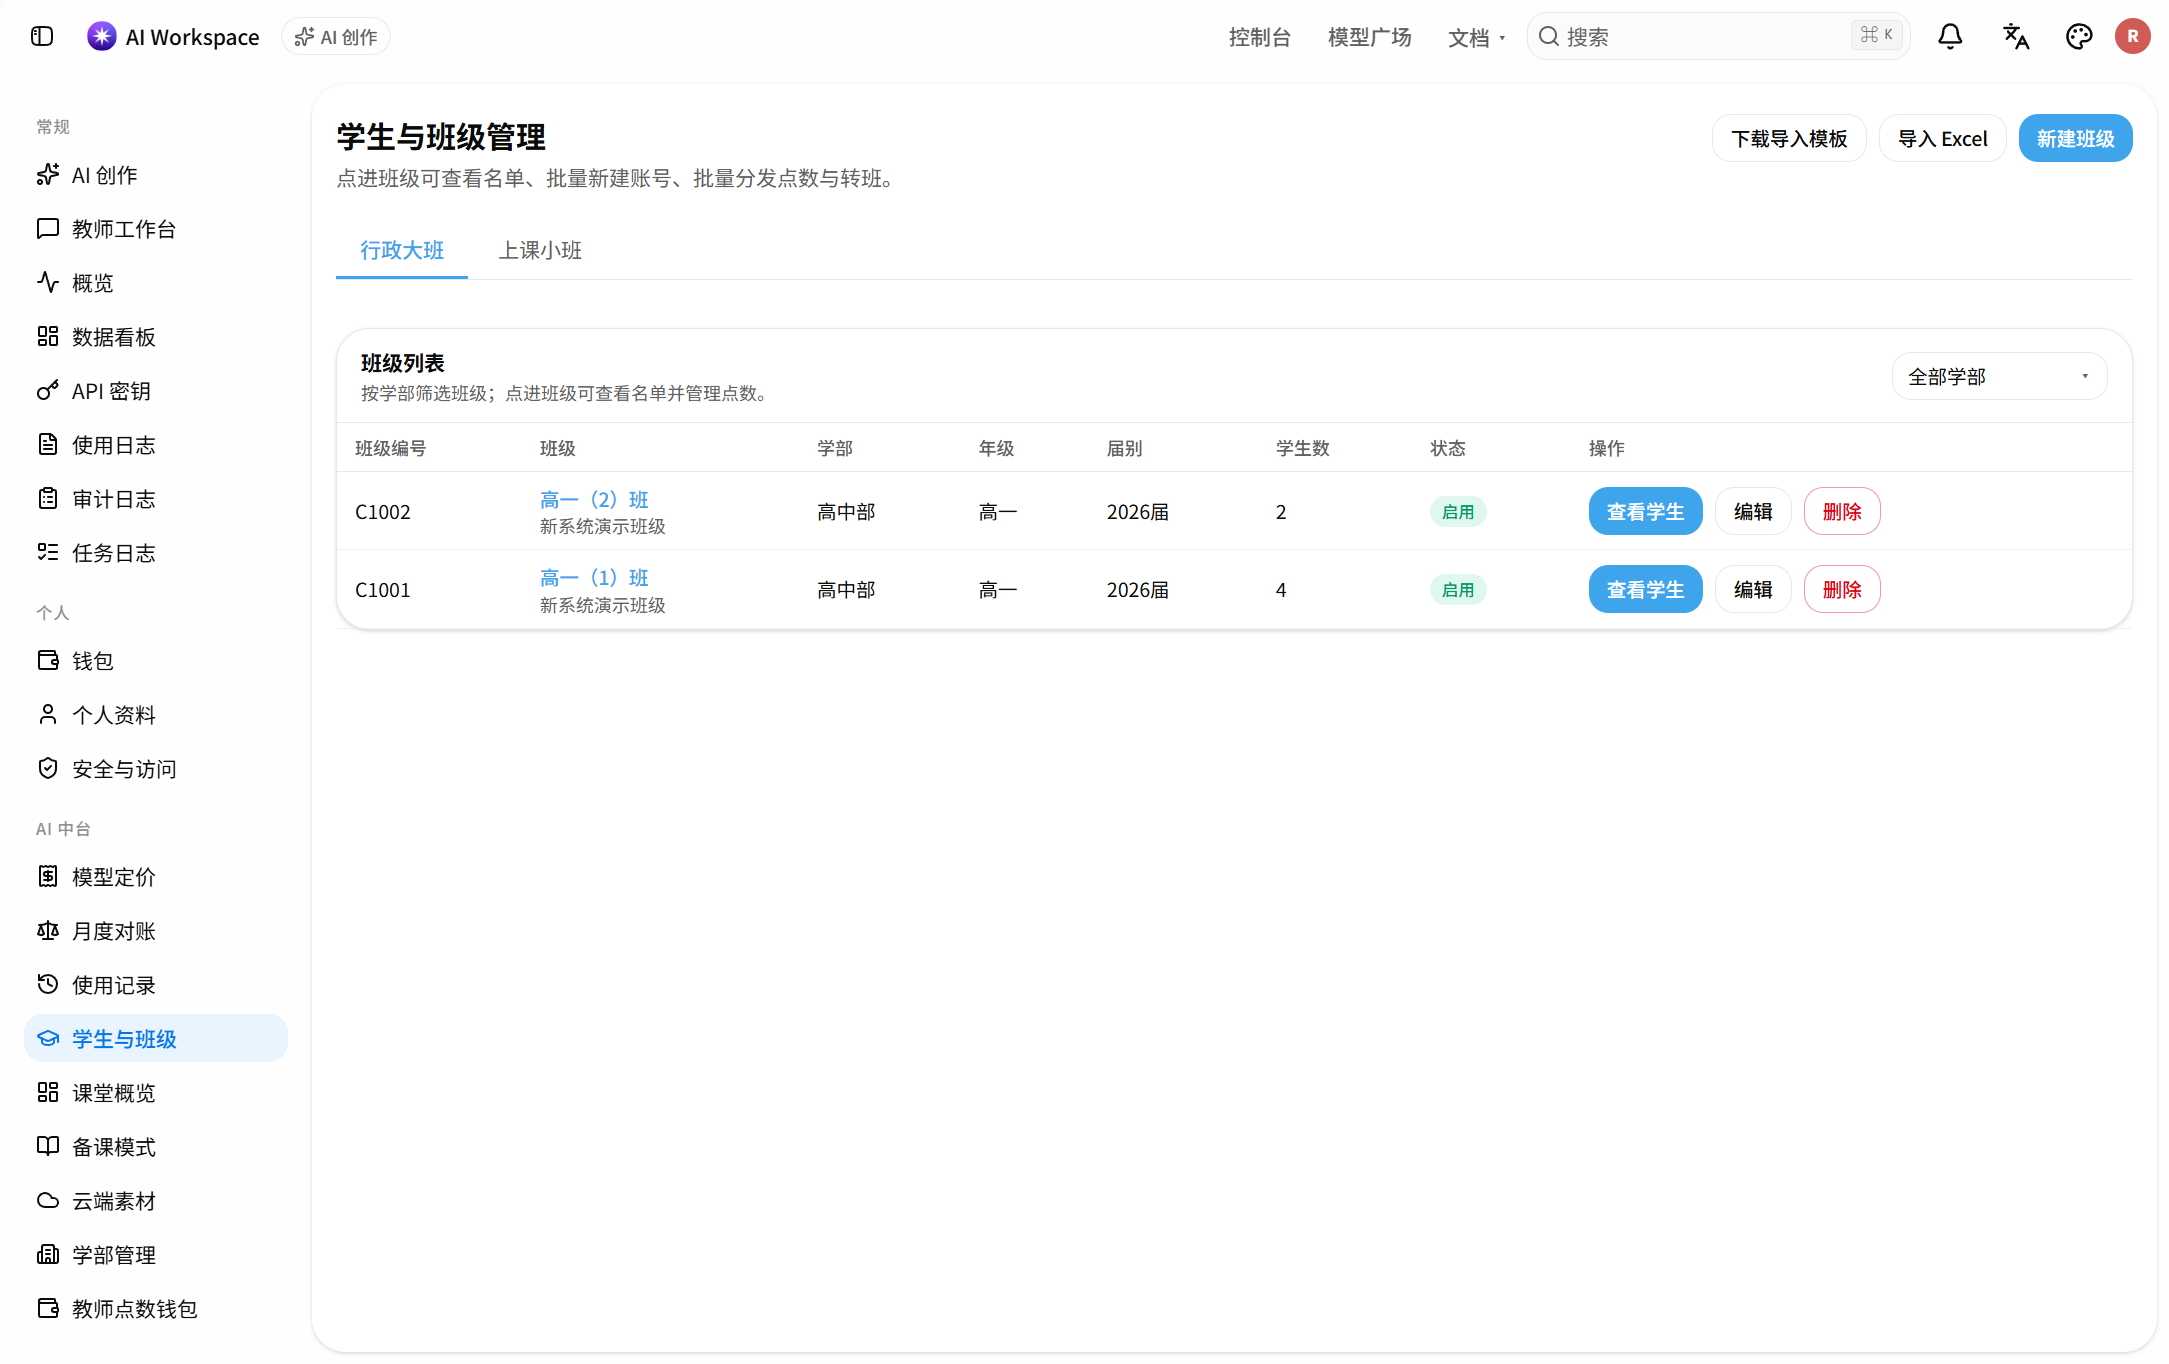 AI Workspace
AI 创作
控制台
模型广场
文档
搜索
⌘ K
R
常规
AI 创作
教师工作台
概览
数据看板
API 密钥
使用日志
审计日志
任务日志
个人
钱包
个人资料
安全与访问
AI 中台
模型定价
月度对账
使用记录
学生与班级
课堂概览
备课模式
云端素材
学部管理
教师点数钱包
学生与班级管理
点进班级可查看名单、批量新建账号、批量分发点数与转班。
下载导入模板
导入 Excel
新建班级
行政大班
上课小班
班级列表
按学部筛选班级；点进班级可查看名单并管理点数。
全部学部
班级编号 班级 学部 年级 届别 学生数 状态 操作
C1002 高一（2）班 高中部 高一 2026届 2 启用 查看学生 编辑 删除
新系统演示班级
C1001 高一（1）班 高中部 高一 2026届 4 启用 查看学生 编辑 删除
新系统演示班级